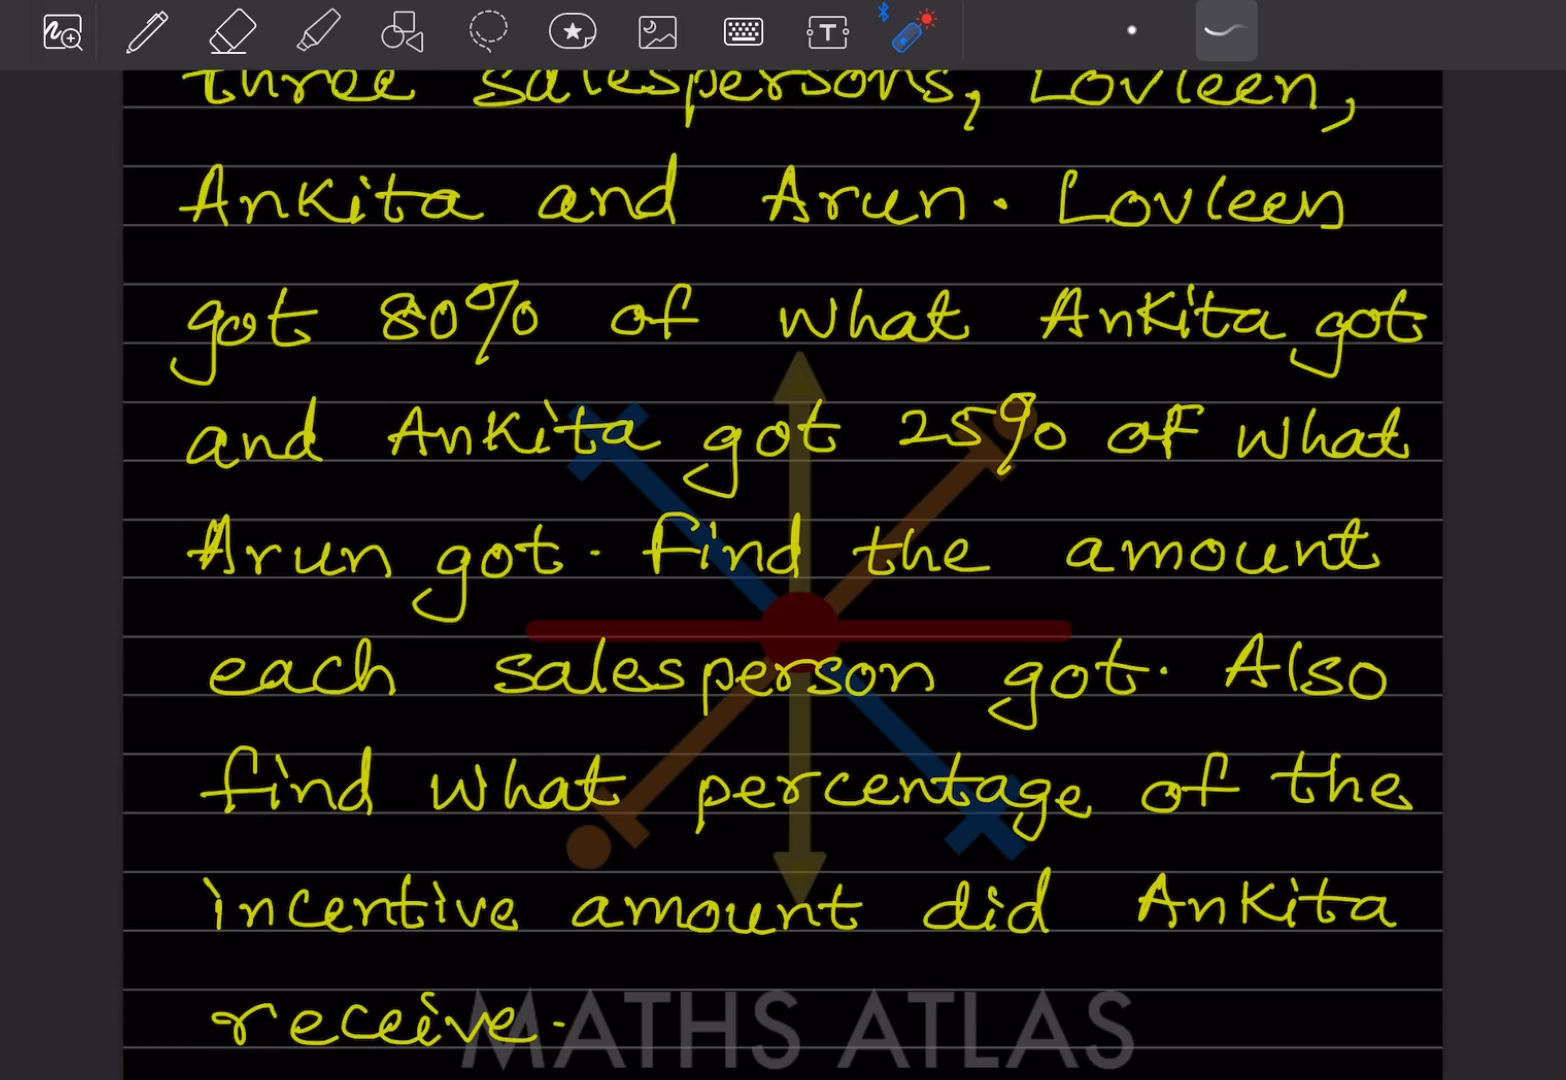 three salespersons, Lovleen,
Ankita and Arun. Lovleen
got 80% of what Ankita got
and Ankita got 25% of what
Arun got. find the amount
each salesperson got. Also
find what percentage of the
incentive amount did Ankita
receive.
MATHS ATLAS